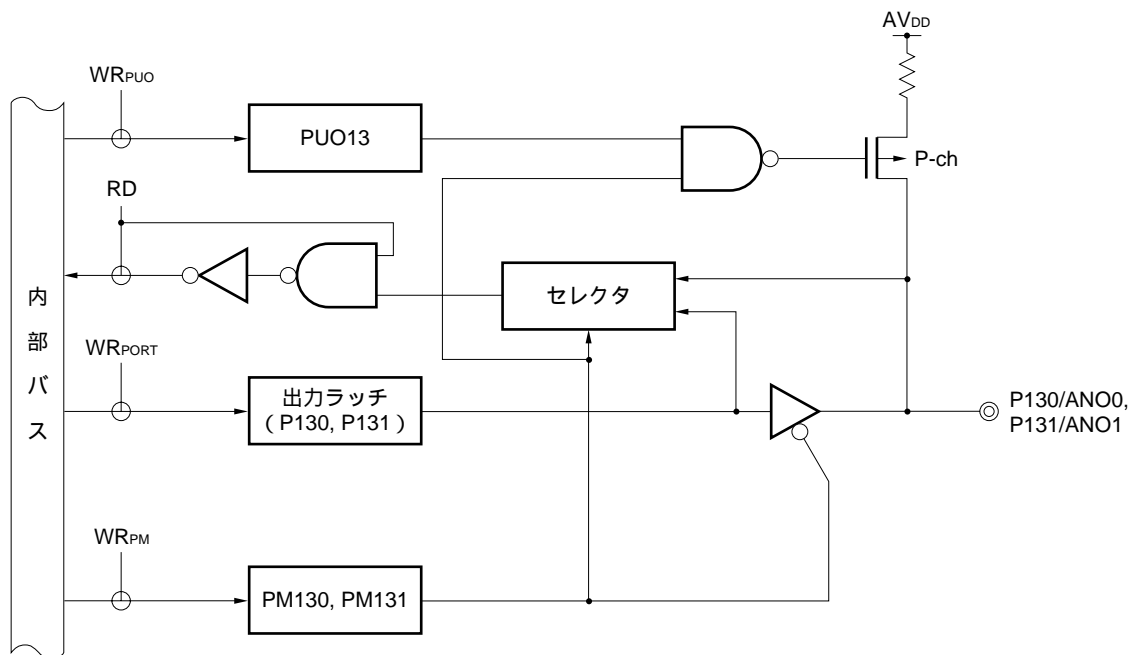 AVDD
WRPUO
PUO13
P-ch
RD
セレクタ
内部バス
WRPORT
出力ラッチ
（P130, P131）
P130/ANO0,
P131/ANO1
WRPM
PM130, PM131